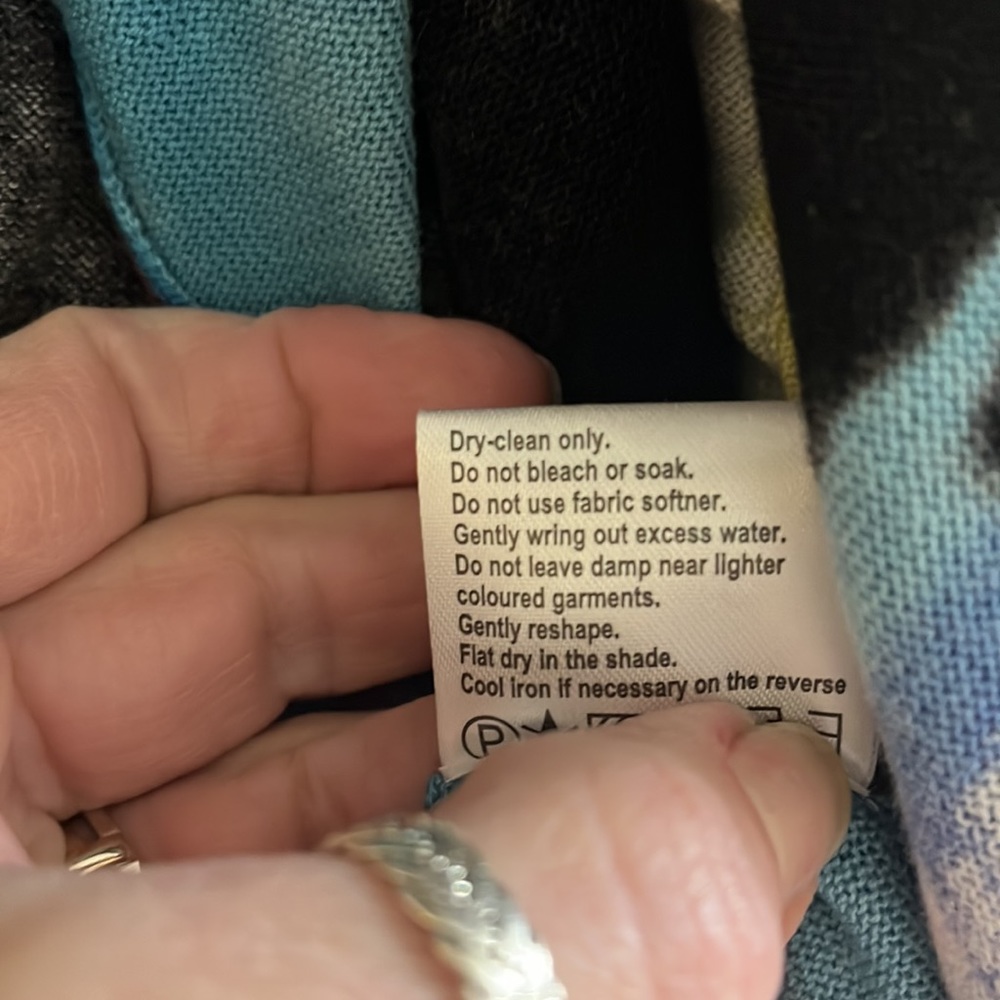 Dry-clean only.
Do not bleach or soak.
Do not use fabric softner.
Gently wring out excess water.
Do not leave damp near lighter
coloured garments.
Gently reshape.
Flat dry in the shade.
Cool iron if necessary on the reverse
P